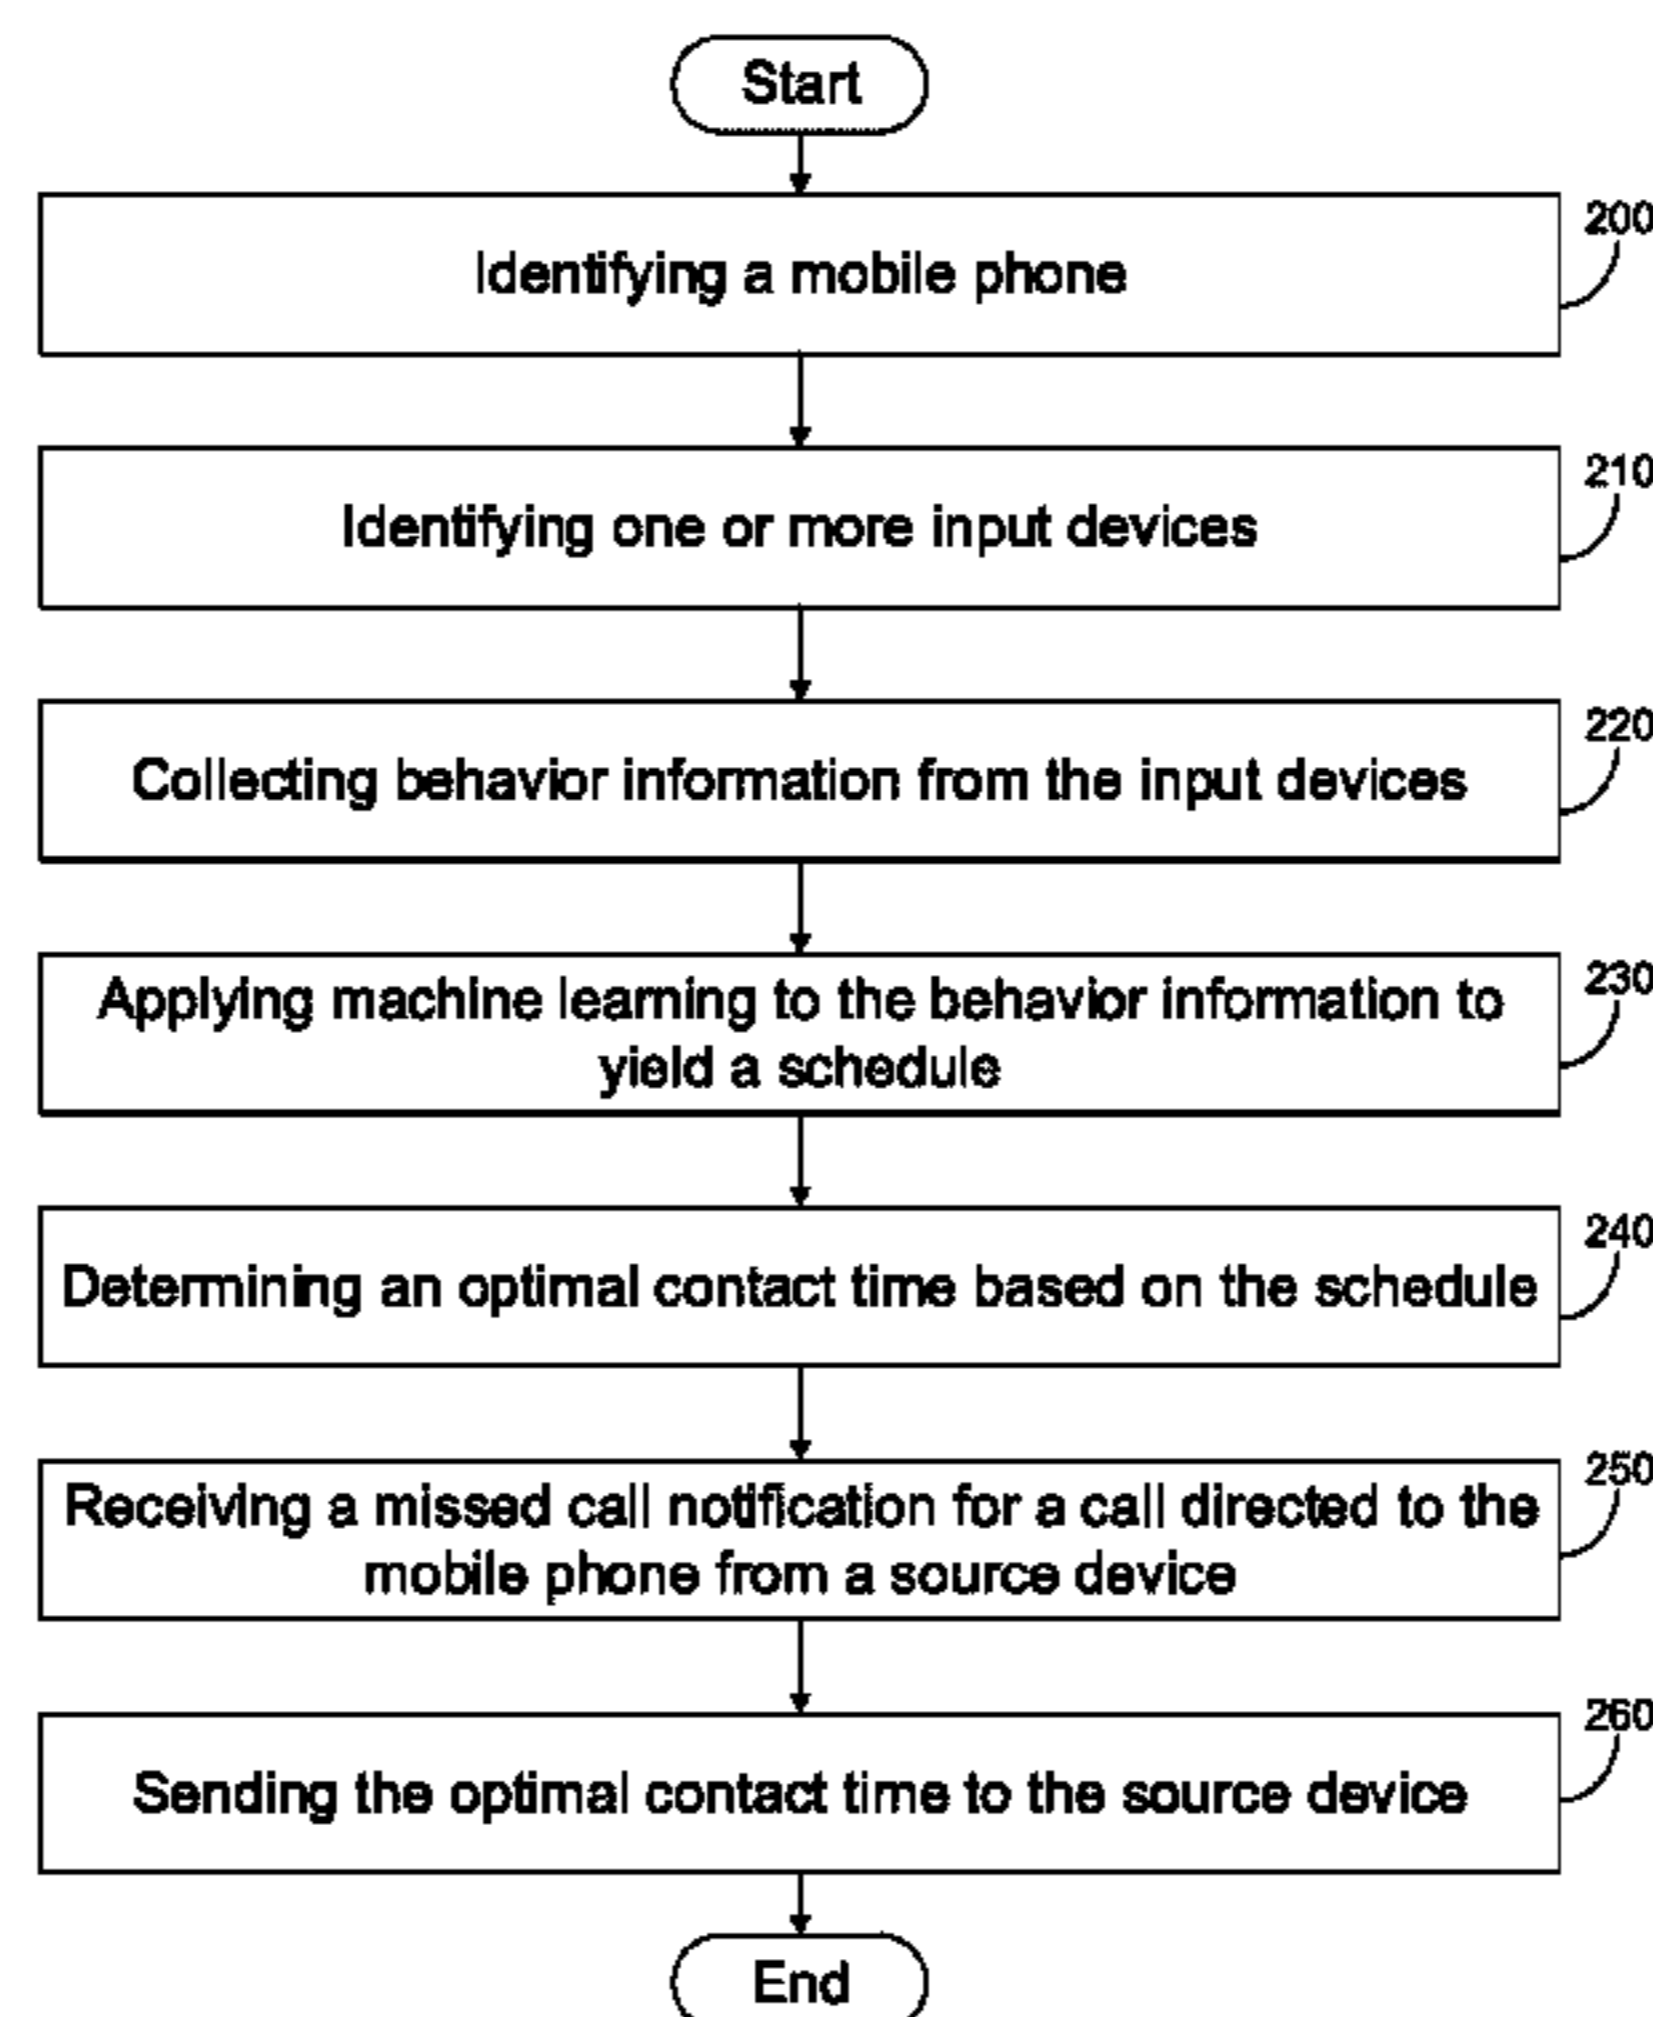 Start
200
Identifying a mobile phone
210
Identifying one or more input devices
220
Collecting behavior information from the input devices
230
Applying machine learning to the behavior information to
yield a schedule
240
Determining an optimal contact time based on the schedule
250
Receiving a missed call notification for a call directed to the
mobile phone from a source device
260
Sending the optimal contact time to the source device
End